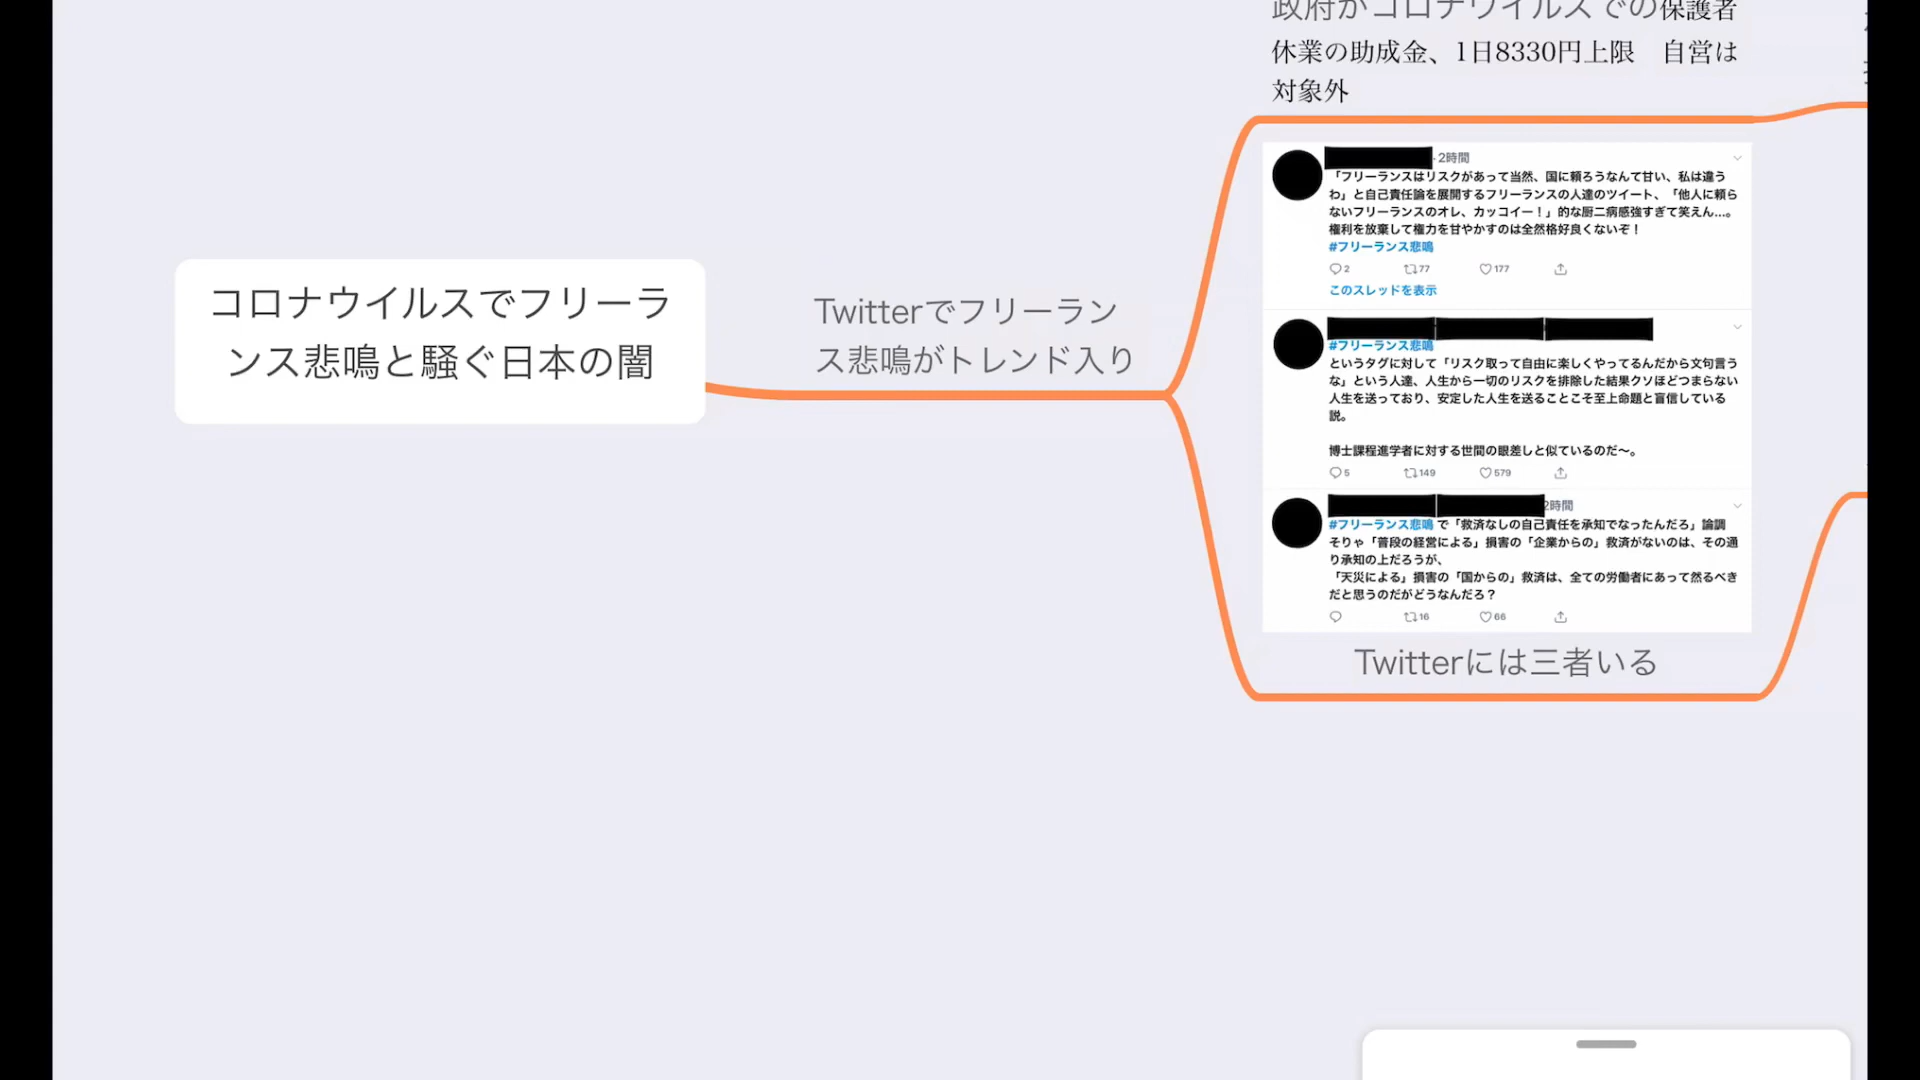 コロナウイルスでフリーラ
ンス悲鳴と騒ぐ日本の闇
Twitterでフリーラン
ス悲鳴がトレンド入り
政府がコロナウイルスでの保護者
休業の助成金、1日8330円上限　自営は
対象外
· 2時間
「フリーランスはリスクがあって当然、国に頼ろうなんて甘い、私は違う
わ」と自己責任論を展開するフリーランスの人達のツイート、「他人に頼ら
ないフリーランスのオレ、カッコイー！」的な厨二病感強すぎて笑えん...。
権利を放棄して権力を甘やかすのは全然格好良くないぞ！
#フリーランス悲鳴
2 77 177
このスレッドを表示
#フリーランス悲鳴
というタグに対して「リスク取って自由に楽しくやってるんだから文句言う
な」という人達、人生から一切のリスクを排除した結果クソほどつまらない
人生を送っており、安定した人生を送ることこそ至上命題と盲信している
説。
博士課程進学者に対する世間の眼差しと似ているのだ〜。
5 149 579
2時間
#フリーランス悲鳴 で「救済なしの自己責任を承知でなったんだろ」論調
そりゃ「普段の経営による」損害の「企業からの」救済がないのは、その通
り承知の上だろうが、
「天災による」損害の「国からの」救済は、全ての労働者にあって然るべき
だと思うのだがどうなんだろ？
16 66
Twitterには三者いる